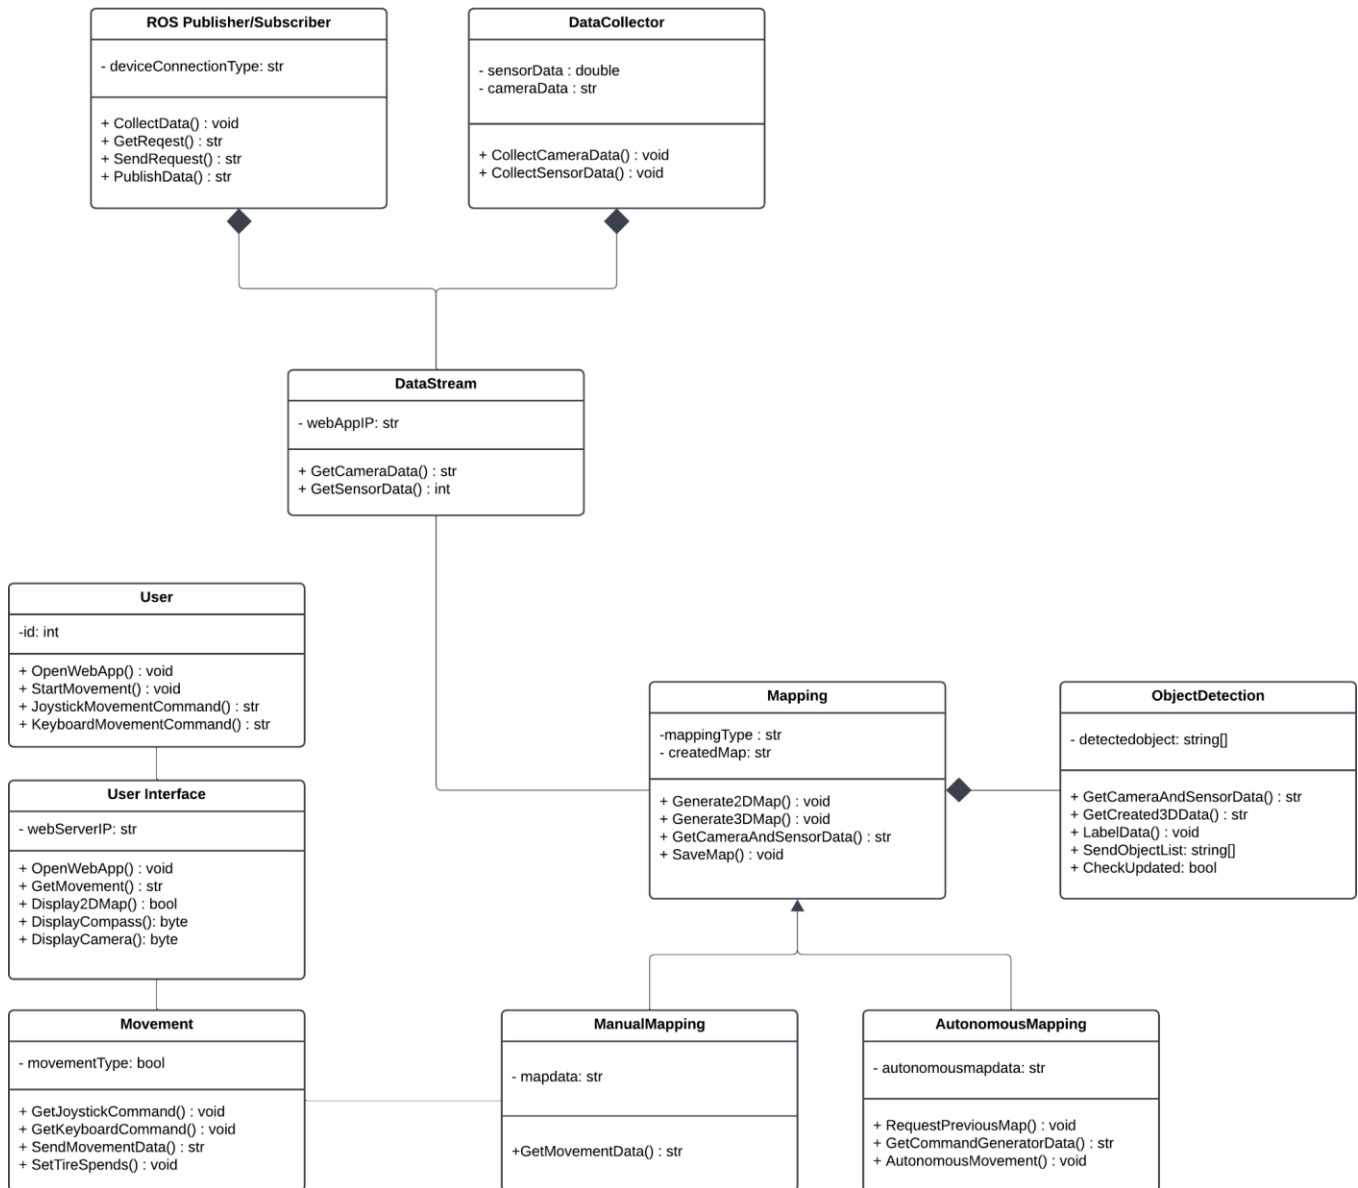 ROS Publisher/Subscriber
- deviceConnectionType: str
+ CollectData() : void
+ GetReqest() : str
+ SendRequest() : str
+ PublishData() : str
DataCollector
- sensorData : double
- cameraData : str
+ CollectCameraData() : void
+ CollectSensorData() : void
DataStream
- webAppIP: str
+ GetCameraData() : str
+ GetSensorData() : int
User
-id: int
+ OpenWebApp() : void
+ StartMovement() : void
+ JoystickMovementCommand() : str
+ KeyboardMovementCommand() : str
User Interface
- webServerIP: str
+ OpenWebApp() : void
+ GetMovement() : str
+ Display2DMap() : bool
+ DisplayCompass(): byte
+ DisplayCamera(): byte
Mapping
-mappingType : str
- createdMap: str
+ Generate2DMap() : void
+ Generate3DMap() : void
+ GetCameraAndSensorData() : str
+ SaveMap() : void
ObjectDetection
- detectedobject: string[]
+ GetCameraAndSensorData() : str
+ GetCreated3DData() : str
+ LabelData() : void
+ SendObjectList: string[]
+ CheckUpdated: bool
Movement
- movementType: bool
+ GetJoystickCommand() : void
+ GetKeyboardCommand() : void
+ SendMovementData() : str
+ SetTireSpends() : void
ManualMapping
- mapdata: str
+GetMovementData() : str
AutonomousMapping
- autonomousmapdata: str
+ RequestPreviousMap() : void
+ GetCommandGeneratorData() : str
+ AutonomousMovement() : void